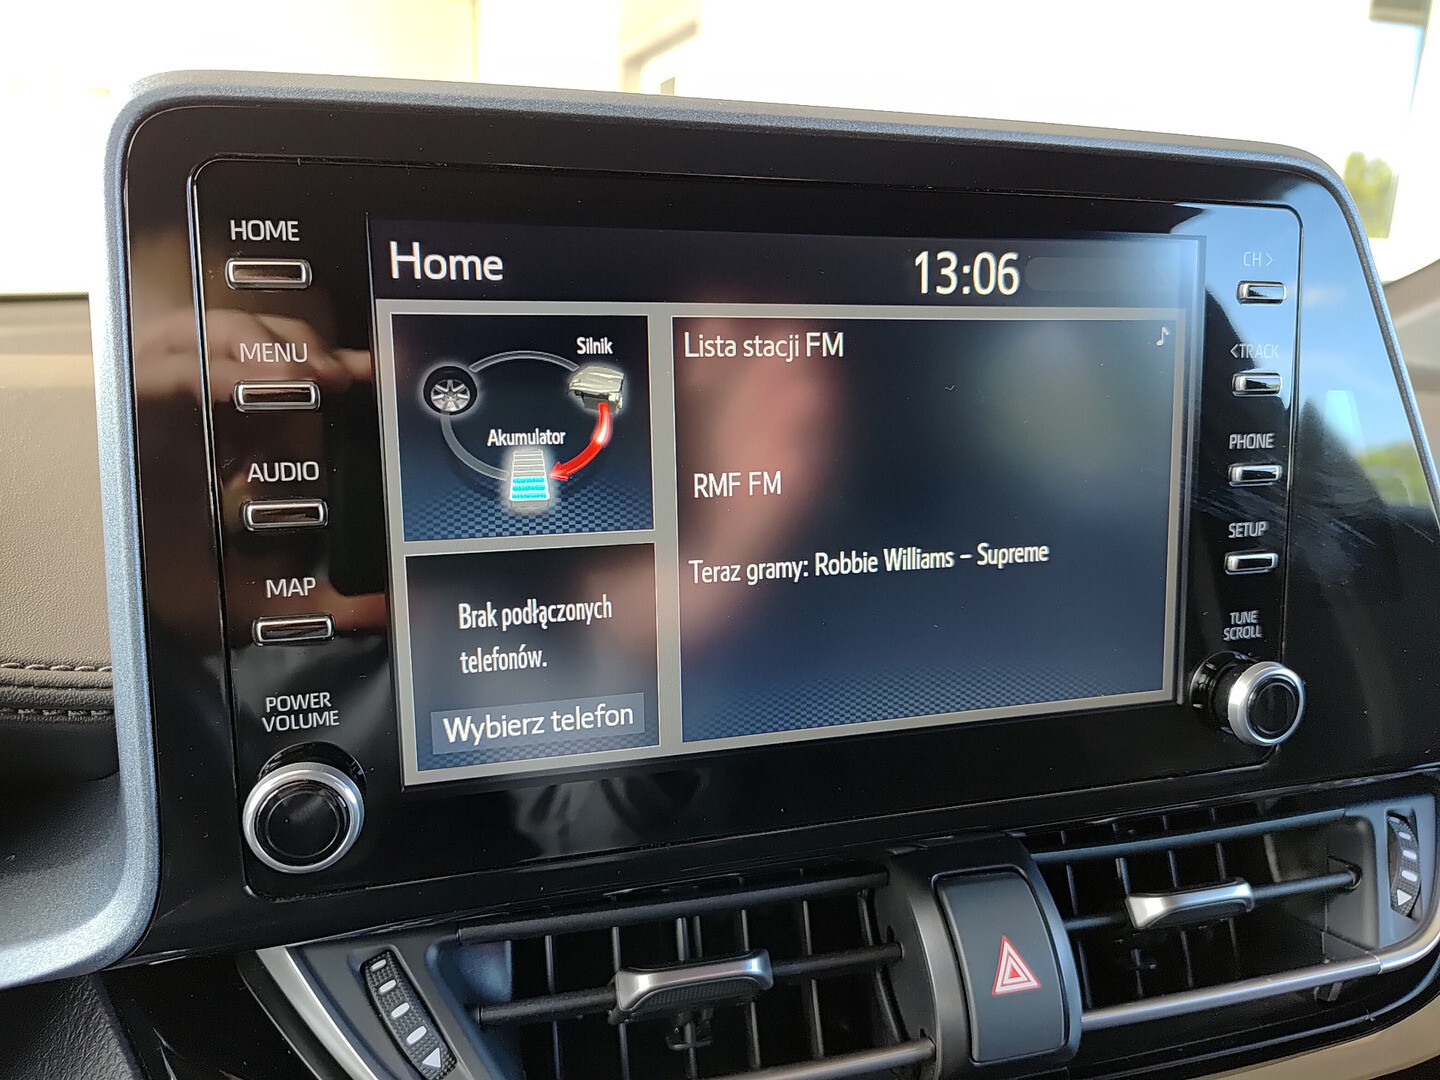 HOME
MENU
AUDIO
MAP
POWER
VOLUME
Home
13:06
Silnik
Akumulator
Brak podłączonych
telefonów.
Wybierz telefon
Lista stacji FM
RMF FM
Teraz gramy: Robbie Williams – Supreme
CH >
<TRACK
PHONE
SETUP
TUNE
SCROLL